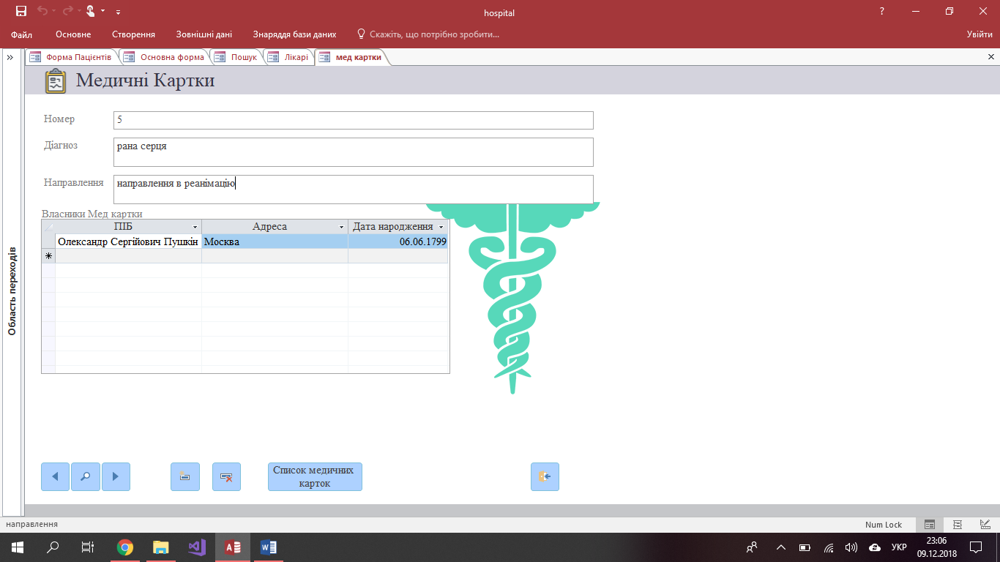 hospital
?
Файл Основне Створення Зовнішні дані Знаряддя бази даних Скажіть, що потрібно зробити... Увійти
Форма Пацієнтів Основна форма Пошук Лікарі мед картки
Медичні Картки
Номер 5
Діагноз рана серця
Направлення направлення в реанімацію
Власники Мед картки
ПІБ Адреса Дата народження
Олександр Сергійович Пушкін Москва 06.06.1799
Область переходів
Список медичних
карток
направлення Num Lock
УКР 23:06
09.12.2018